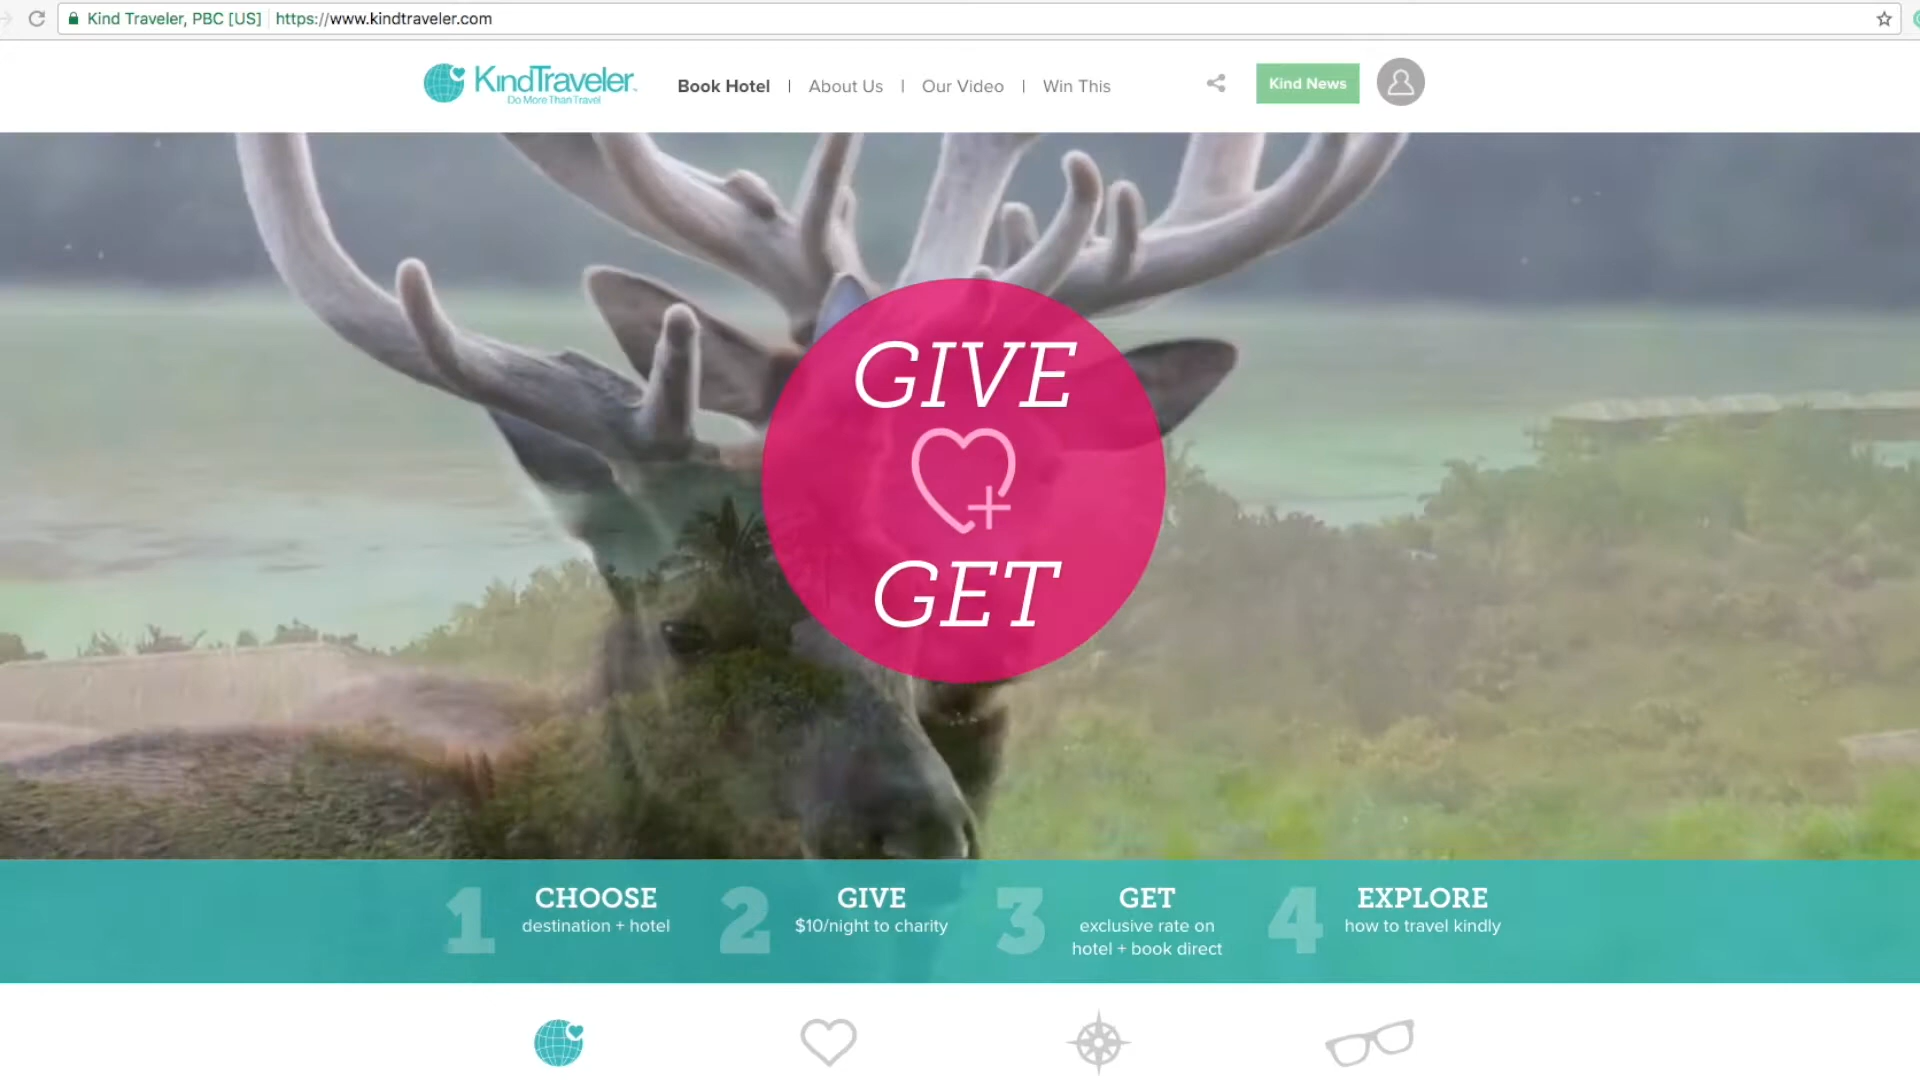 Kind Traveler, PBC [US] https://www.kindtraveler.com
KindTraveler
Do More Than Travel
Book Hotel | About Us | Our Video | Win This
Kind News
GIVE
GET
1 CHOOSE
destination + hotel
2 GIVE
$10/night to charity
3 GET
exclusive rate on
hotel + book direct
4 EXPLORE
how to travel kindly